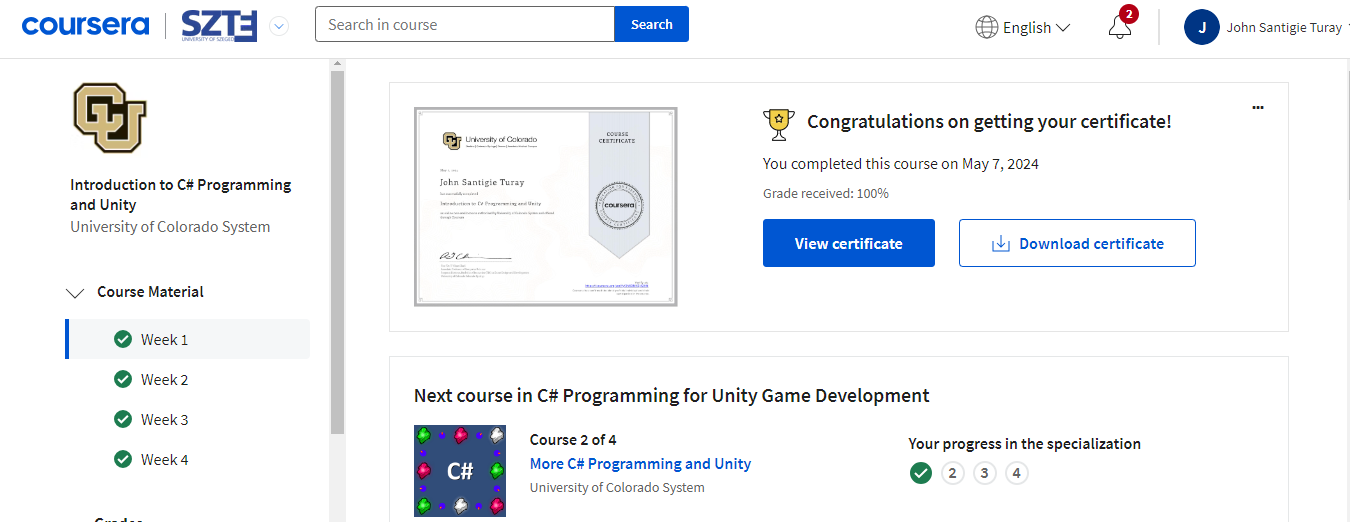 coursera
SZTE
UNIVERSITY OF SZEGED
Search in course
Search
English
2
J
John Santigie Turay
CU
Introduction to C# Programming
and Unity
University of Colorado System
Course Material
Week 1
Week 2
Week 3
Week 4
Grades
University of Colorado
COURSE
CERTIFICATE
John Santigie Turay
Introduction to C# Programming and Unity
coursera
Congratulations on getting your certificate!
You completed this course on May 7, 2024
Grade received: 100%
View certificate
Download certificate
Next course in C# Programming for Unity Game Development
C#
Course 2 of 4
More C# Programming and Unity
University of Colorado System
Your progress in the specialization
2 3 4